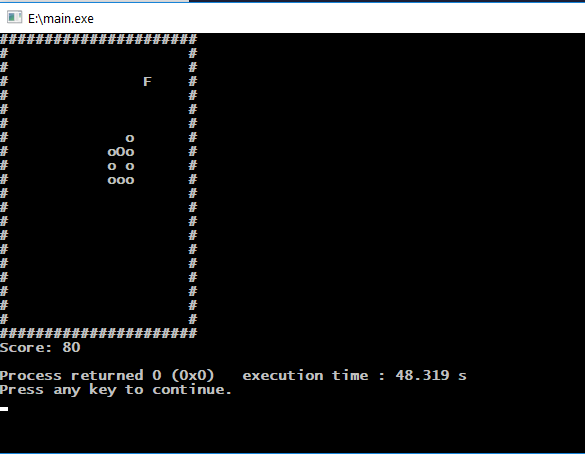 E:\main.exe
######################
#                    #
#                    #
#               F    #
#                    #
#                    #
#                    #
#             o      #
#           oOo      #
#           o o      #
#           ooo      #
#                    #
#                    #
#                    #
#                    #
#                    #
#                    #
#                    #
#                    #
#                    #
#                    #
######################
Score: 80
Process returned 0 (0x0)   execution time : 48.319 s
Press any key to continue.